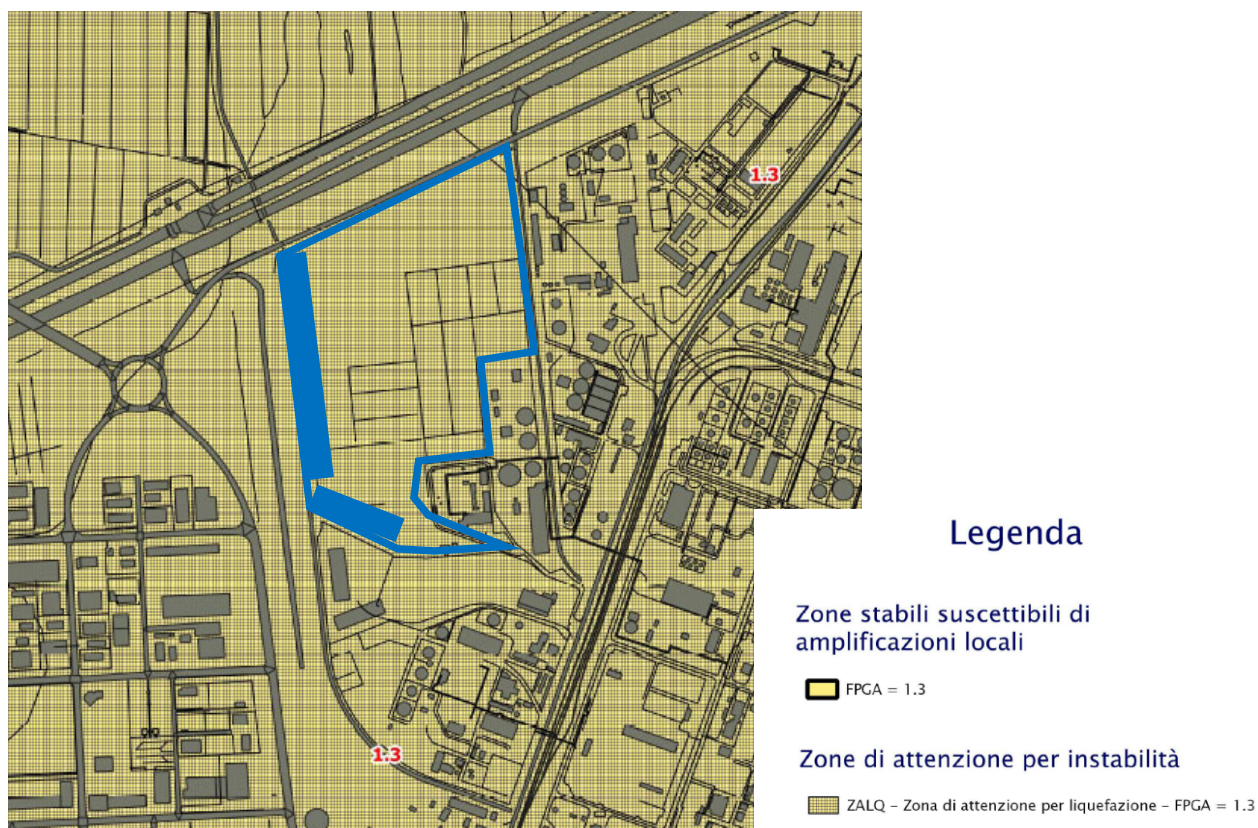 1.3
1.3
Legenda
Zone stabili suscettibili di
amplificazioni locali
FPGA = 1.3
Zone di attenzione per instabilità
ZALQ – Zona di attenzione per liquefazione – FPGA = 1.3